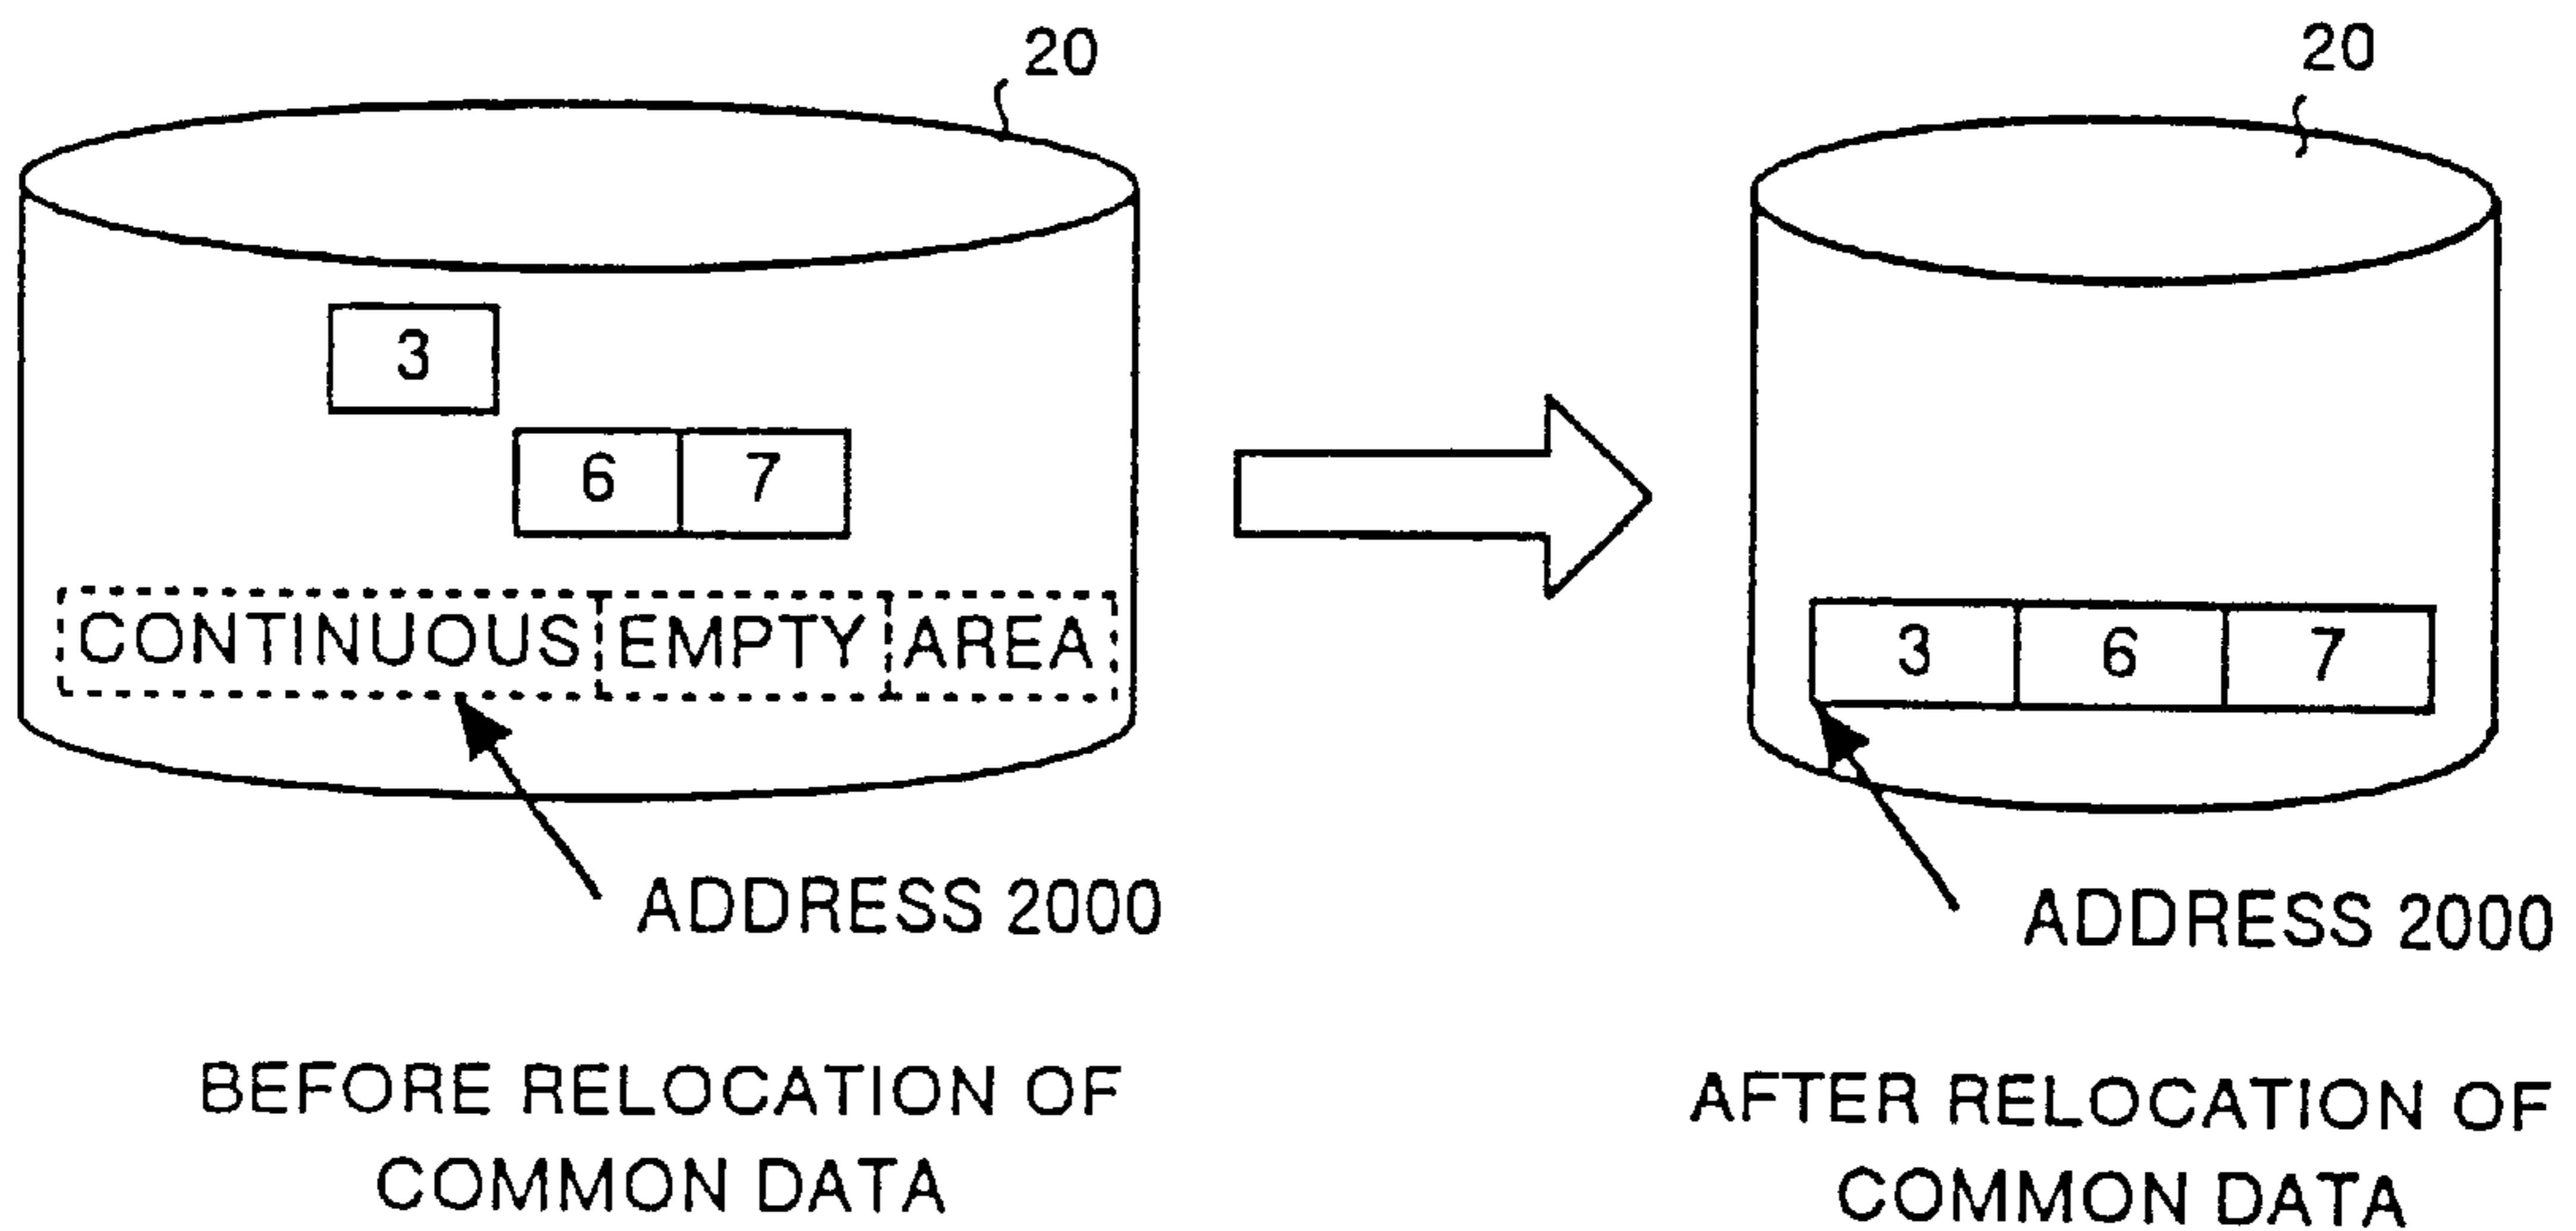 20
20
3
6 7
CONTINUOUS EMPTY AREA
3 6 7
ADDRESS 2000
ADDRESS 2000
BEFORE RELOCATION OF
COMMON DATA
AFTER RELOCATION OF
COMMON DATA